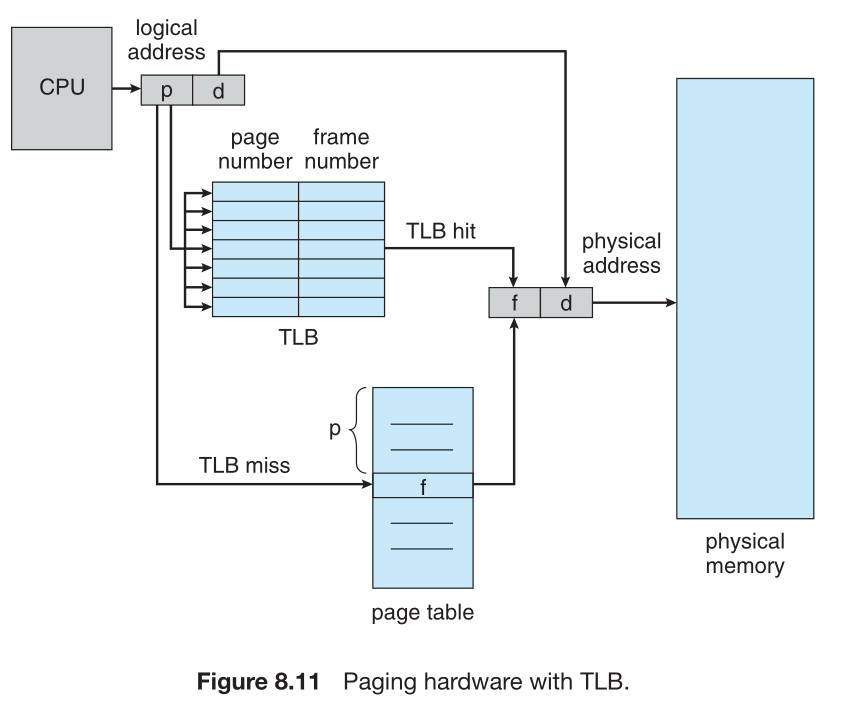 logical
address
CPU
p
d
page
number
frame
number
TLB hit
physical
address
f
d
TLB
p
TLB miss
f
physical
memory
page table
Figure 8.11 Paging hardware with TLB.